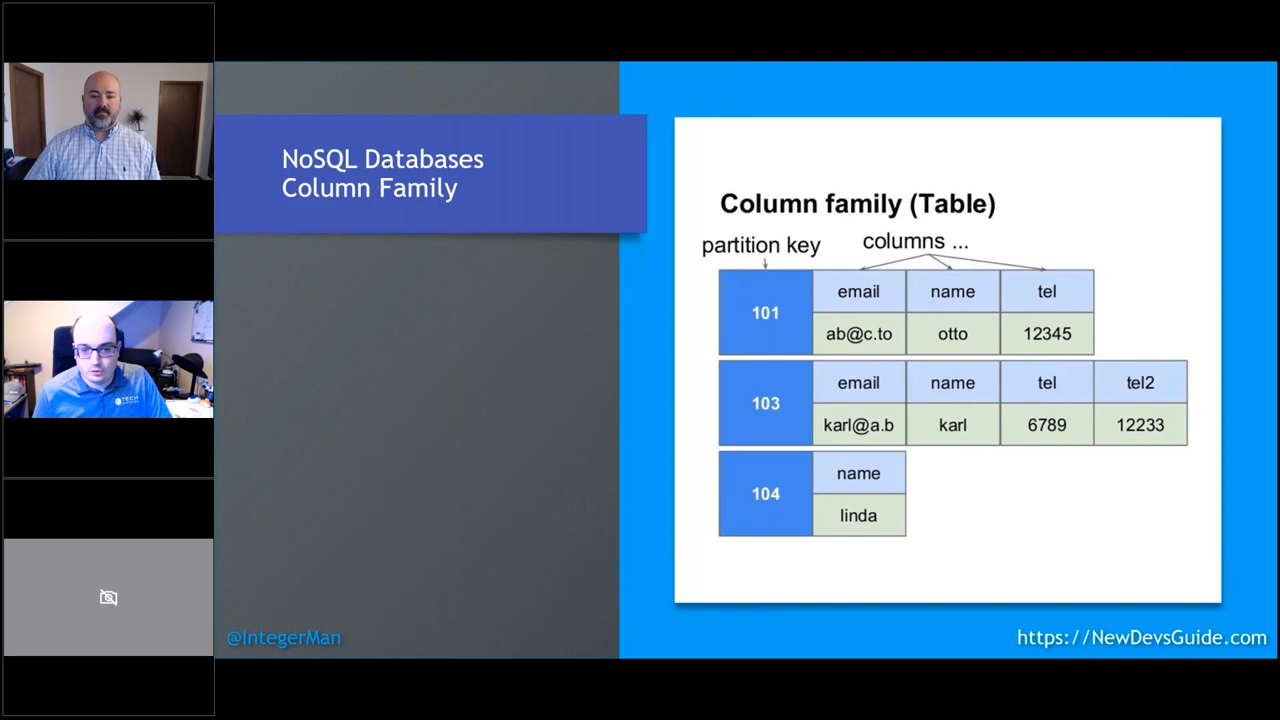 NoSQL Databases
Column Family
Column family (Table)
partition key
columns ...
101
email name tel
ab@c.to otto 12345
103
email name tel tel2
karl@a.b karl 6789 12233
104
name
linda
TECH
@IntegerMan
https://NewDevsGuide.com